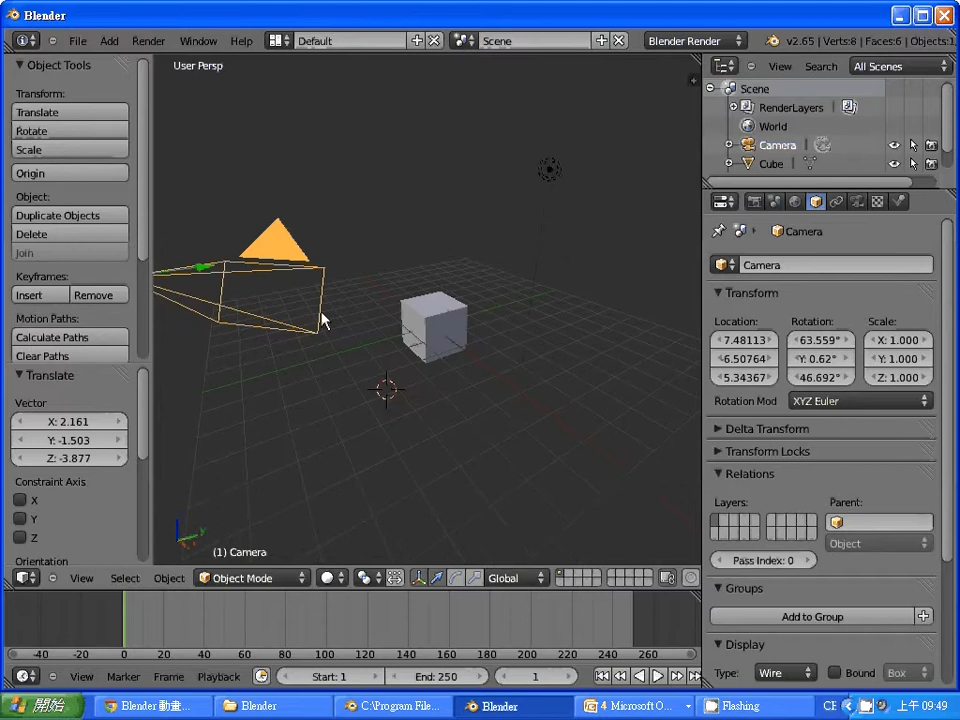 Blender
File Add Render Window Help Default Scene Blender Render v2.65 | Verts:8 | Faces:6 | Objects:1
Object Tools
Transform:
Translate
Rotate
Scale
Origin
Object:
Duplicate Objects
Delete
Join
Keyframes:
Insert Remove
Motion Paths:
Calculate Paths
Clear Paths
Translate
Vector
X: 2.161
Y: -1.503
Z: -3.877
Constraint Axis
X
Y
Z
Orientation
User Persp
y
(1) Camera
View Select Object Object Mode Global
View Search All Scenes
Scene
RenderLayers
World
Camera
Cube
Camera
Camera
Transform
Location: Rotation: Scale:
7.48113 63.559° X: 1.000
6.50764 Y: 0.62° Y: 1.000
5.34367 46.692° Z: 1.000
Rotation Mod XYZ Euler
Delta Transform
Transform Locks
Relations
Layers: Parent:
Object
Pass Index: 0
Groups
Add to Group
Display
Type: Wire Bound Box
-40 -20 0 20 40 60 80 100 120 140 160 180 200 220 240 260
View Marker Frame Playback Start: 1 End: 250 1
開始 Blender 動畫... Blender C:\Program File... Blender 4 Microsoft O... Flashing CE 上午 09:49